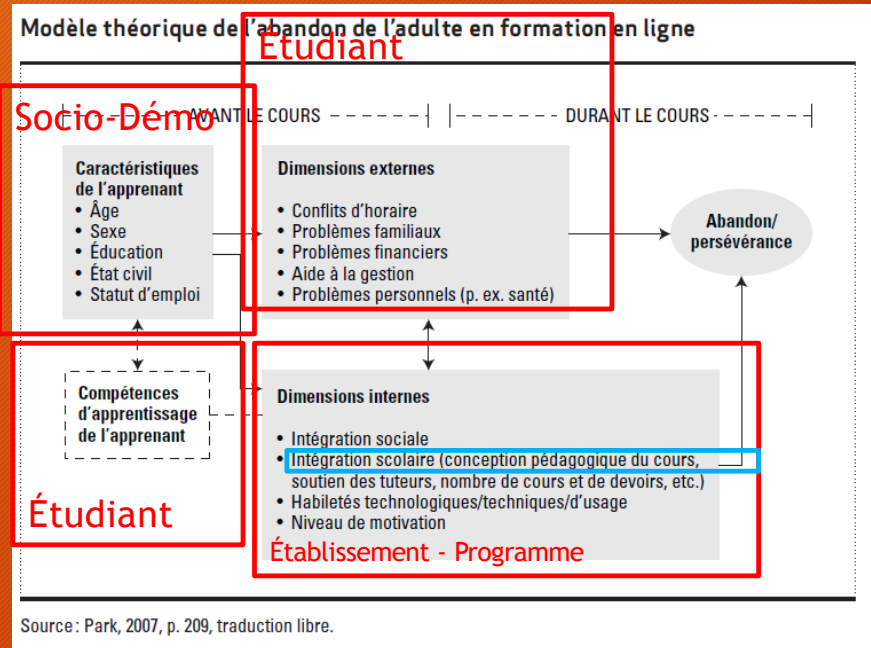 Modèle théorique de l'abandon de l'adulte en formation en ligne
Étudiant
Socio-Démo
AVANT LE COURS
DURANT LE COURS
Caractéristiques
de l'apprenant
• Âge
• Sexe
• Éducation
• État civil
• Statut d'emploi
Dimensions externes
• Conflits d'horaire
• Problèmes familiaux
• Problèmes financiers
• Aide à la gestion
• Problèmes personnels (p. ex. santé)
Abandon/
persévérance
Compétences
d'apprentissage
de l'apprenant
Étudiant
Dimensions internes
• Intégration sociale
• Intégration scolaire (conception pédagogique du cours,
soutien des tuteurs, nombre de cours et de devoirs, etc.)
• Habiletés technologiques/techniques/d'usage
• Niveau de motivation
Établissement - Programme
Source : Park, 2007, p. 209, traduction libre.